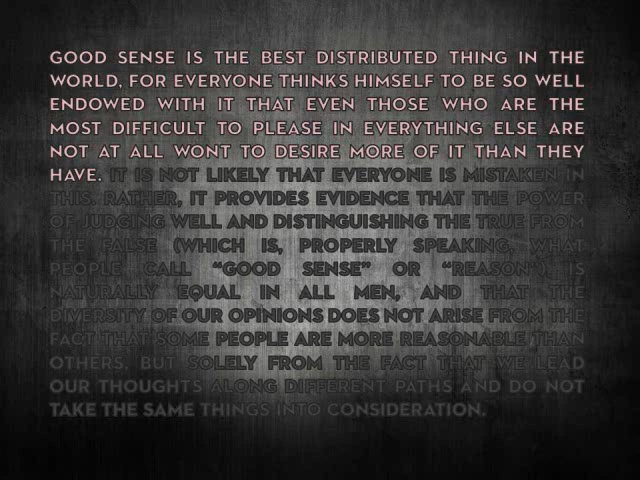 GOOD SENSE IS THE BEST DISTRIBUTED THING IN THE
WORLD, FOR EVERYONE THINKS HIMSELF TO BE SO WELL
ENDOWED WITH IT THAT EVEN THOSE WHO ARE THE
MOST DIFFICULT TO PLEASE IN EVERYTHING ELSE ARE
NOT AT ALL WONT TO DESIRE MORE OF IT THAN THEY
HAVE. IT IS NOT LIKELY THAT EVERYONE IS MISTAKEN IN
THIS. RATHER, IT PROVIDES EVIDENCE THAT THE POWER
OF JUDGING WELL AND DISTINGUISHING THE TRUE FROM
THE FALSE (WHICH IS, PROPERLY SPEAKING, WHAT
PEOPLE CALL “GOOD SENSE” OR “REASON”) IS
NATURALLY EQUAL IN ALL MEN, AND THAT THE
DIVERSITY OF OUR OPINIONS DOES NOT ARISE FROM THE
FACT THAT SOME PEOPLE ARE MORE REASONABLE THAN
OTHERS, BUT SOLELY FROM THE FACT THAT WE LEAD
OUR THOUGHTS ALONG DIFFERENT PATHS AND DO NOT
TAKE THE SAME THINGS INTO CONSIDERATION.